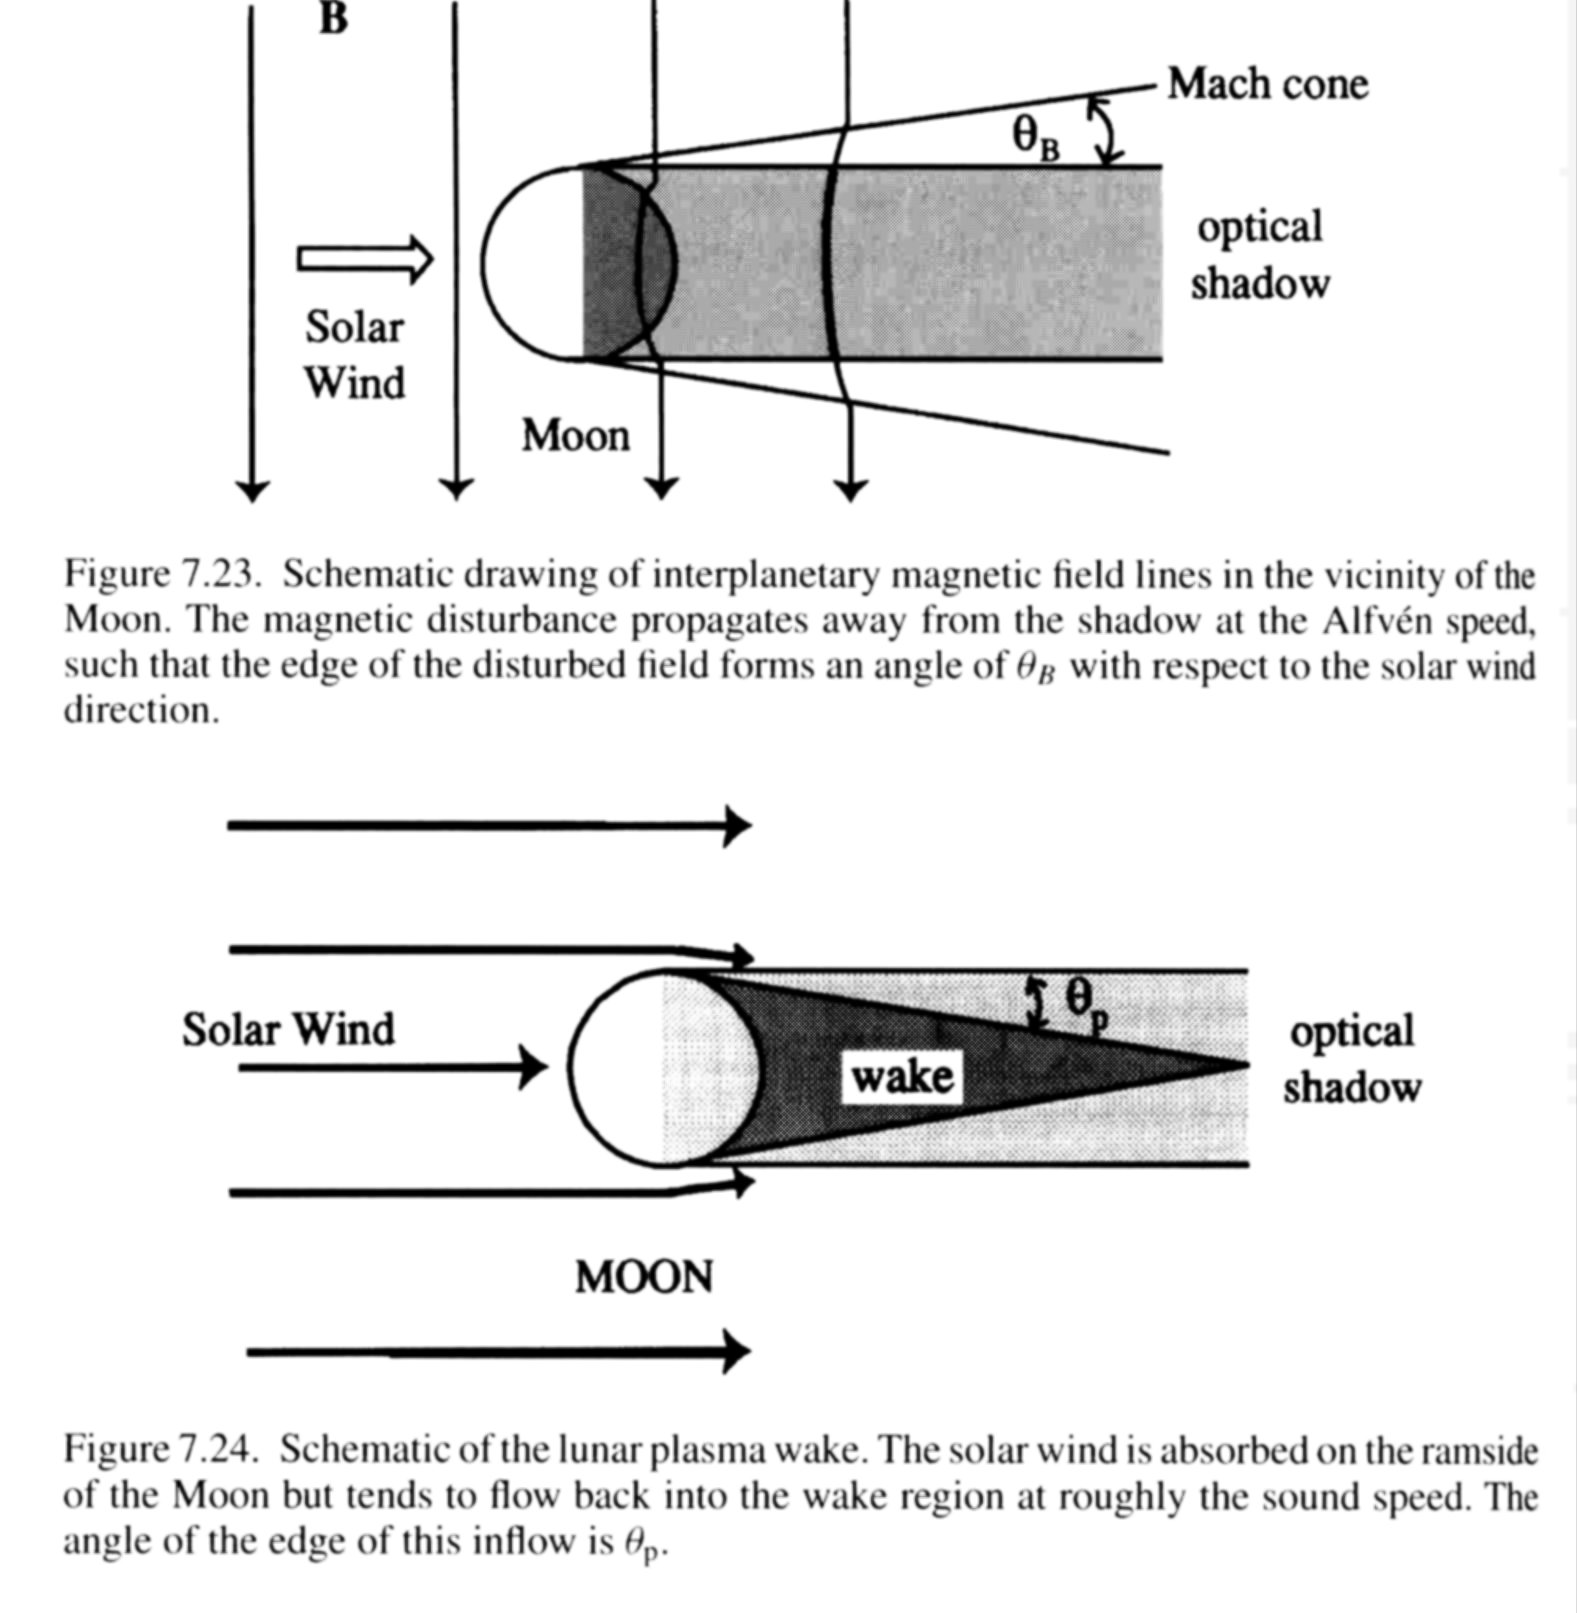 B
Mach cone
θB
optical
shadow
Solar
Wind
Moon
Figure 7.23. Schematic drawing of interplanetary magnetic field lines in the vicinity of the
Moon. The magnetic disturbance propagates away from the shadow at the Alfvén speed,
such that the edge of the disturbed field forms an angle of θB with respect to the solar wind
direction.
θp
Solar Wind
optical
shadow
wake
MOON
Figure 7.24. Schematic of the lunar plasma wake. The solar wind is absorbed on the ramside
of the Moon but tends to flow back into the wake region at roughly the sound speed. The
angle of the edge of this inflow is θp.